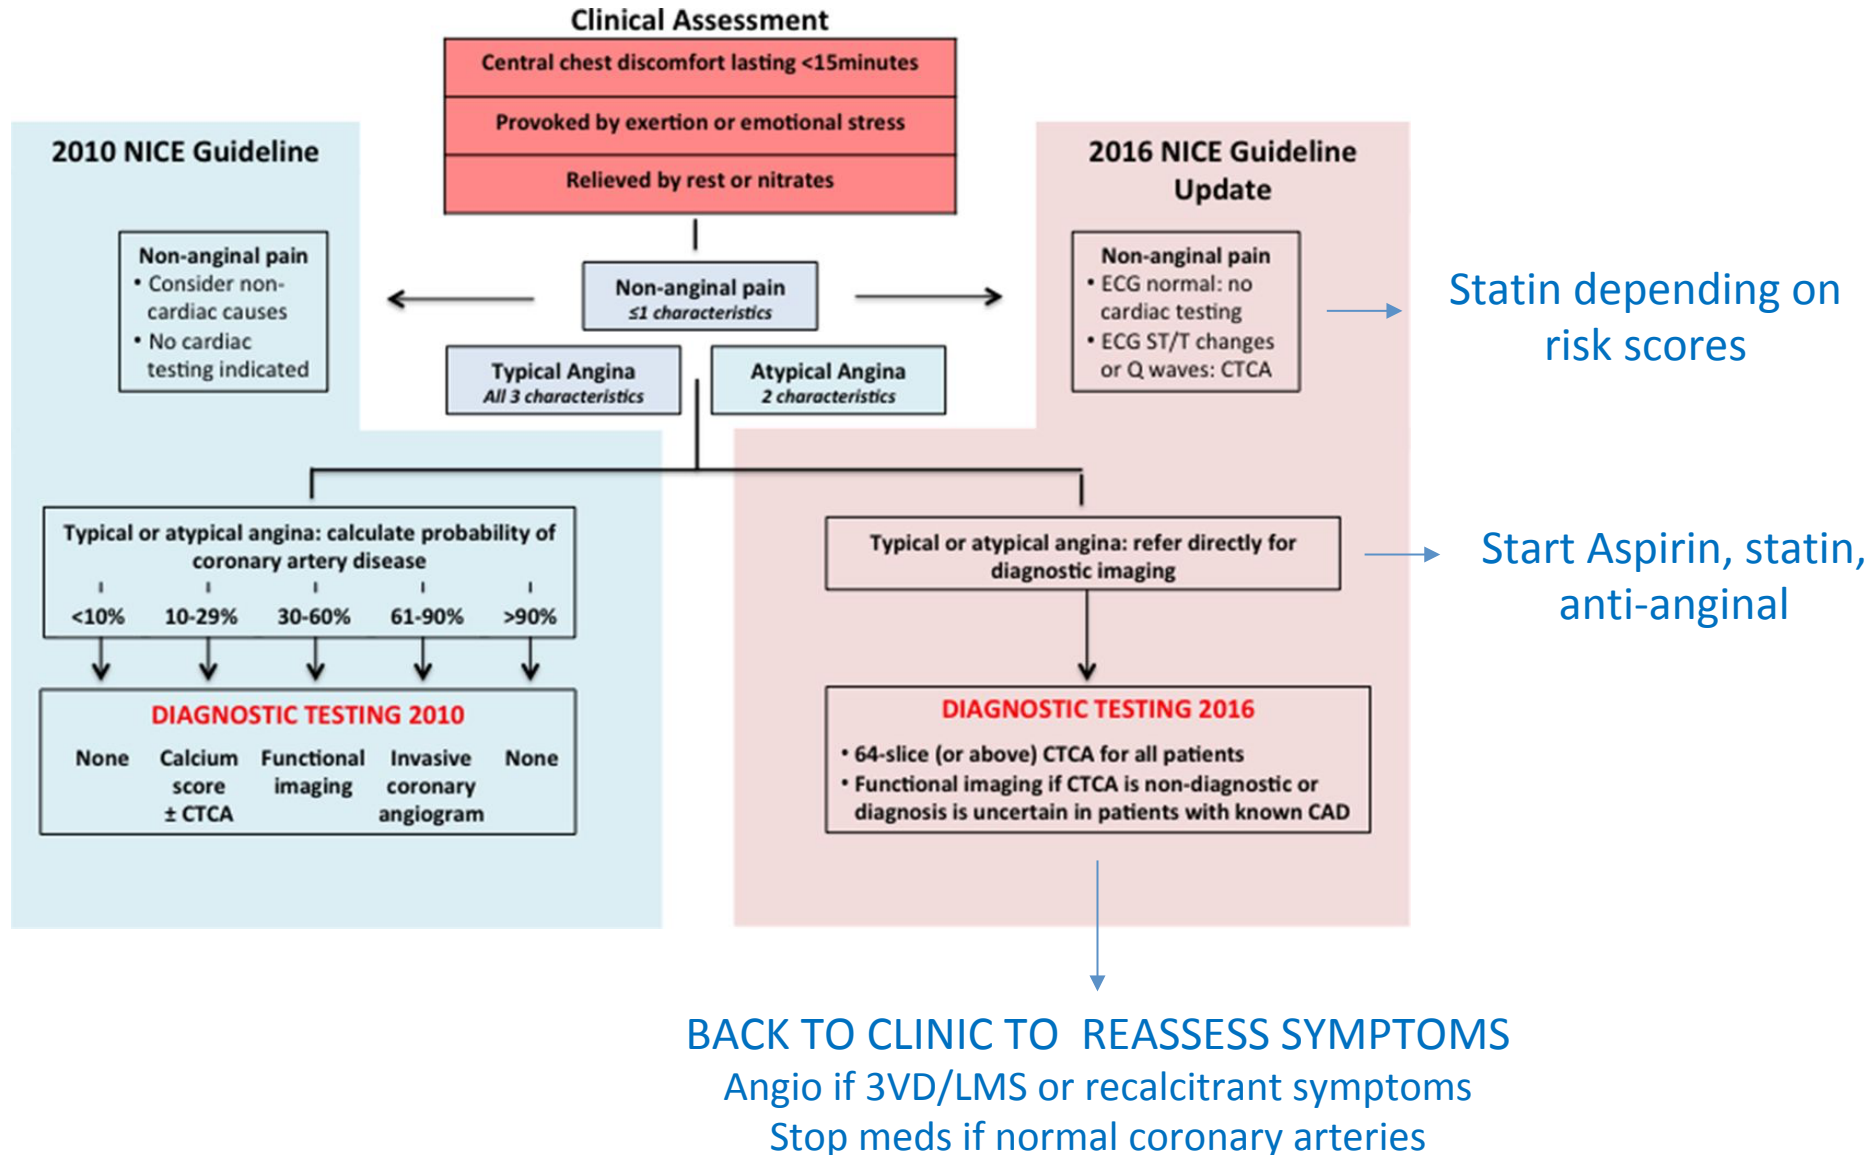 Clinical Assessment
Central chest discomfort lasting <15minutes
Provoked by exertion or emotional stress
Relieved by rest or nitrates
2010 NICE Guideline
Non-anginal pain
• Consider non-
cardiac causes
• No cardiac
testing indicated
Non-anginal pain
≤1 characteristics
Typical Angina
All 3 characteristics
Atypical Angina
2 characteristics
2016 NICE Guideline
Update
Non-anginal pain
• ECG normal: no
cardiac testing
• ECG ST/T changes
or Q waves: CTCA
Statin depending on
risk scores
Typical or atypical angina: calculate probability of
coronary artery disease
<10% 10-29% 30-60% 61-90% >90%
DIAGNOSTIC TESTING 2010
None Calcium Functional Invasive None
score imaging coronary
± CTCA angiogram
Typical or atypical angina: refer directly for
diagnostic imaging
Start Aspirin, statin,
anti-anginal
DIAGNOSTIC TESTING 2016
• 64-slice (or above) CTCA for all patients
• Functional imaging if CTCA is non-diagnostic or
diagnosis is uncertain in patients with known CAD
BACK TO CLINIC TO REASSESS SYMPTOMS
Angio if 3VD/LMS or recalcitrant symptoms
Stop meds if normal coronary arteries